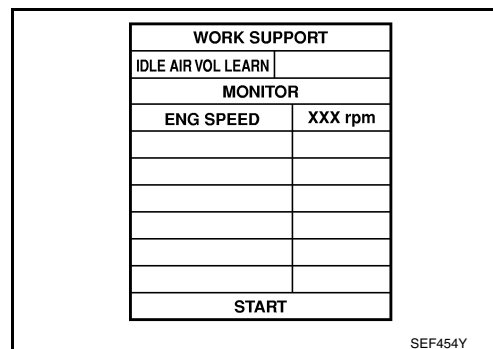 WORK SUPPORT
IDLE AIR VOL LEARN
MONITOR
ENG SPEED XXX rpm
START
SEF454Y